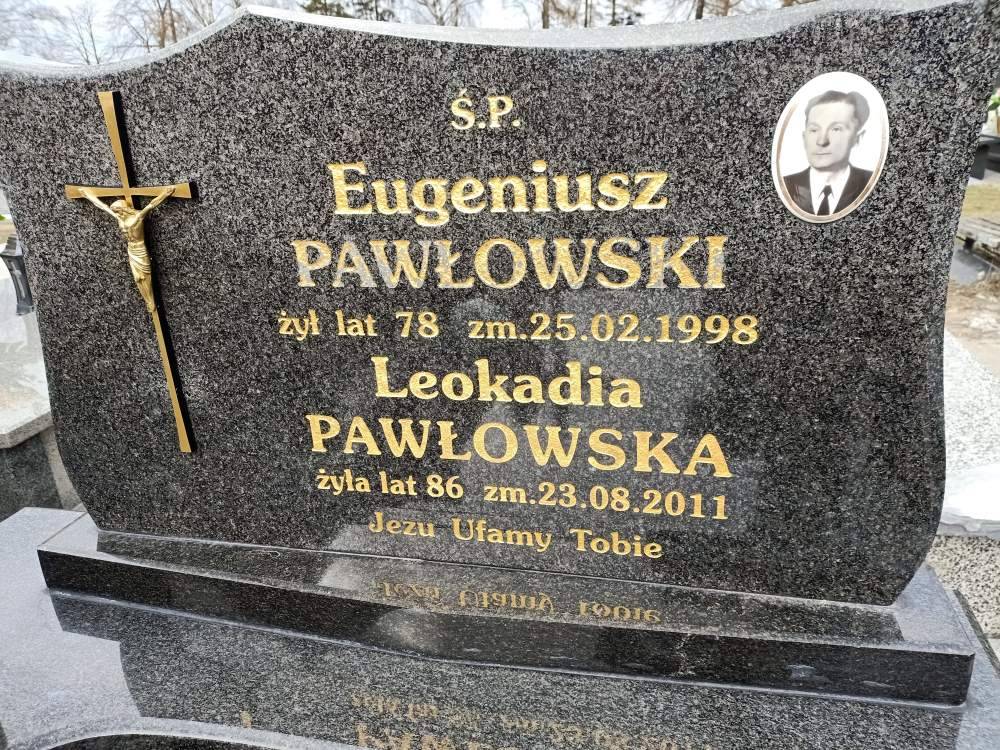 Ś.P.
Eugeniusz
PAWŁOWSKI
żył lat 78 zm.25.02.1998
Leokadia
PAWŁOWSKA
żyła lat 86 zm.23.08.2011
Jezu Ufamy Tobie